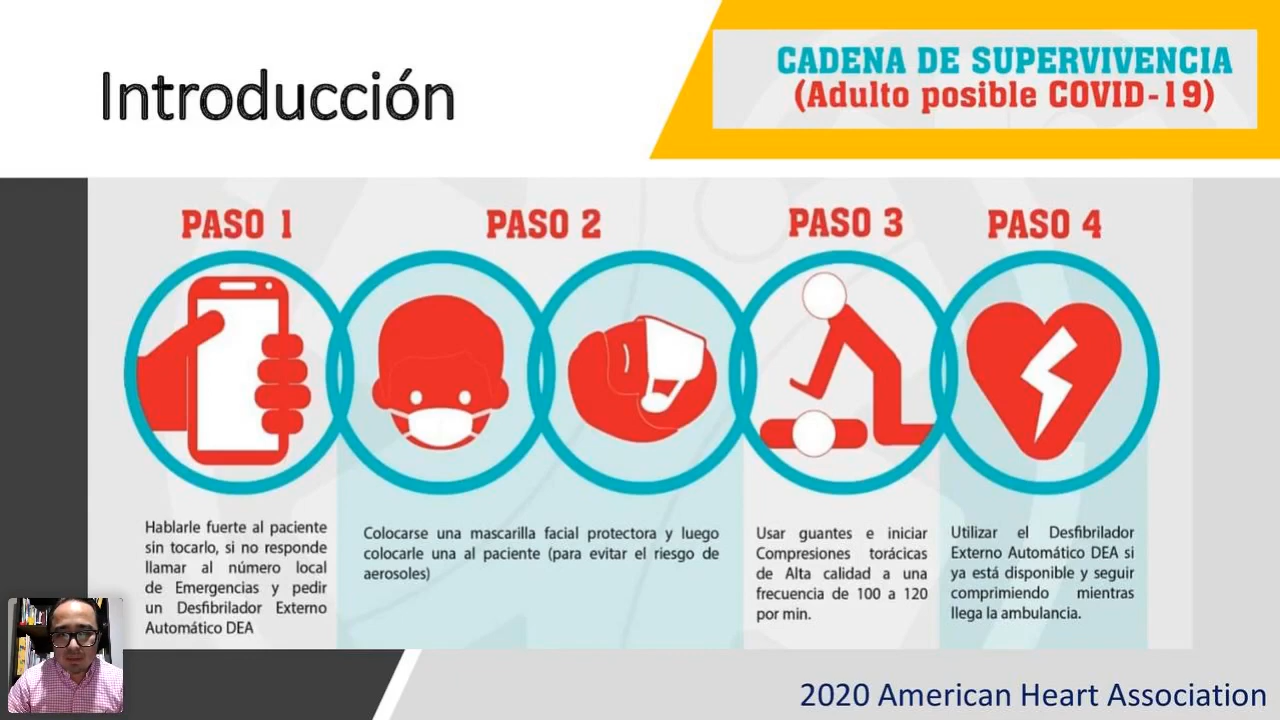 Introducción
CADENA DE SUPERVIVENCIA
(Adulto posible COVID-19)
PASO 1
PASO 2
PASO 3
PASO 4
Hablarle fuerte al paciente
sin tocarlo, si no responde
llamar al número local
de Emergencias y pedir
un Desfibrilador Externo
Automático DEA
Colocarse una mascarilla facial protectora y luego
colocarle una al paciente (para evitar el riesgo de
aerosoles)
Usar guantes e iniciar
Compresiones torácicas
de Alta calidad a una
frecuencia de 100 a 120
por min.
Utilizar el Desfibrilador
Externo Automático DEA si
ya está disponible y seguir
comprimiendo mientras
llega la ambulancia.
2020 American Heart Association